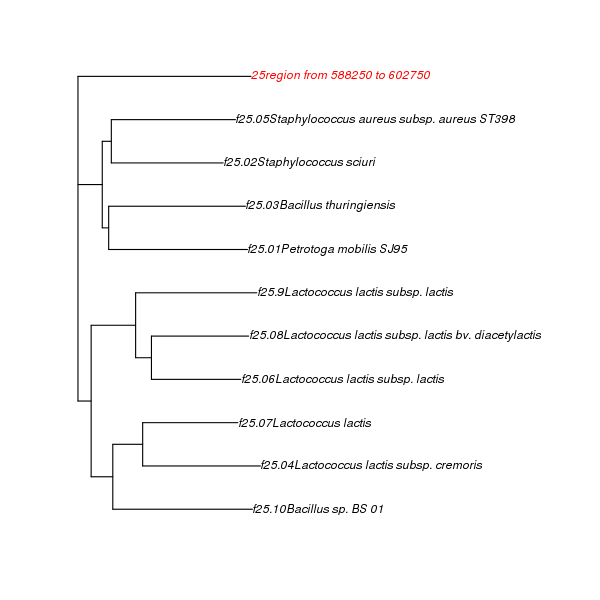 25region from 588250 to 602750
f25.05Staphylococcus aureus subsp. aureus ST398
f25.02Staphylococcus sciuri
f25.03Bacillus thuringiensis
f25.01Petrotoga mobilis SJ95
f25.9Lactococcus lactis subsp. lactis
f25.08Lactococcus lactis subsp. lactis bv. diacetylactis
f25.06Lactococcus lactis subsp. lactis
f25.07Lactococcus lactis
f25.04Lactococcus lactis subsp. cremoris
f25.10Bacillus sp. BS 01